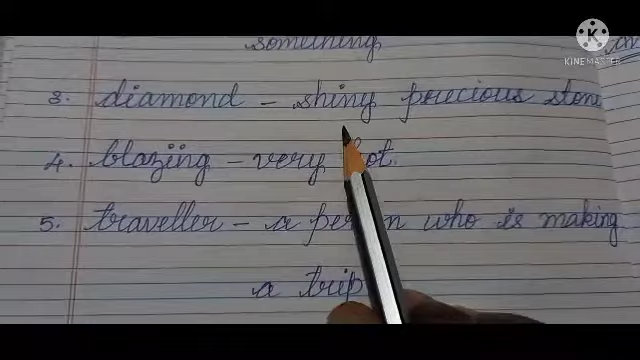 something
3. diamond - shiny precious stone
4. blazing - very hot.
5. traveller - a person who is making
a trip
KINEMASTER